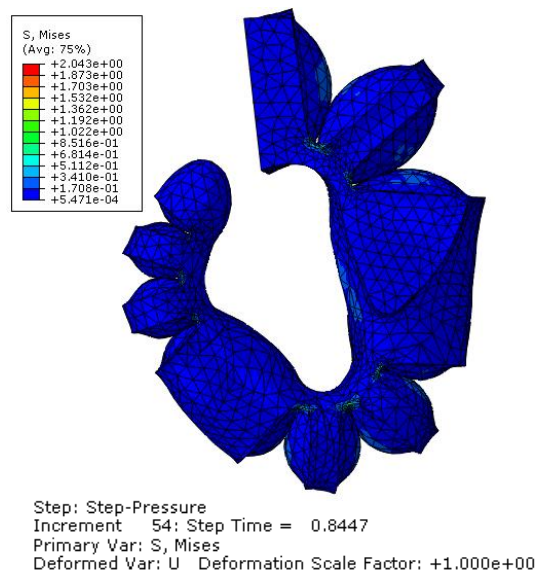 S, Mises
(Avg: 75%)
+2.043e+00
+1.873e+00
+1.703e+00
+1.532e+00
+1.362e+00
+1.192e+00
+1.022e+00
+8.516e-01
+6.814e-01
+5.112e-01
+3.410e-01
+1.708e-01
+5.471e-04
Step: Step-Pressure
Increment 54: Step Time = 0.8447
Primary Var: S, Mises
Deformed Var: U Deformation Scale Factor: +1.000e+00